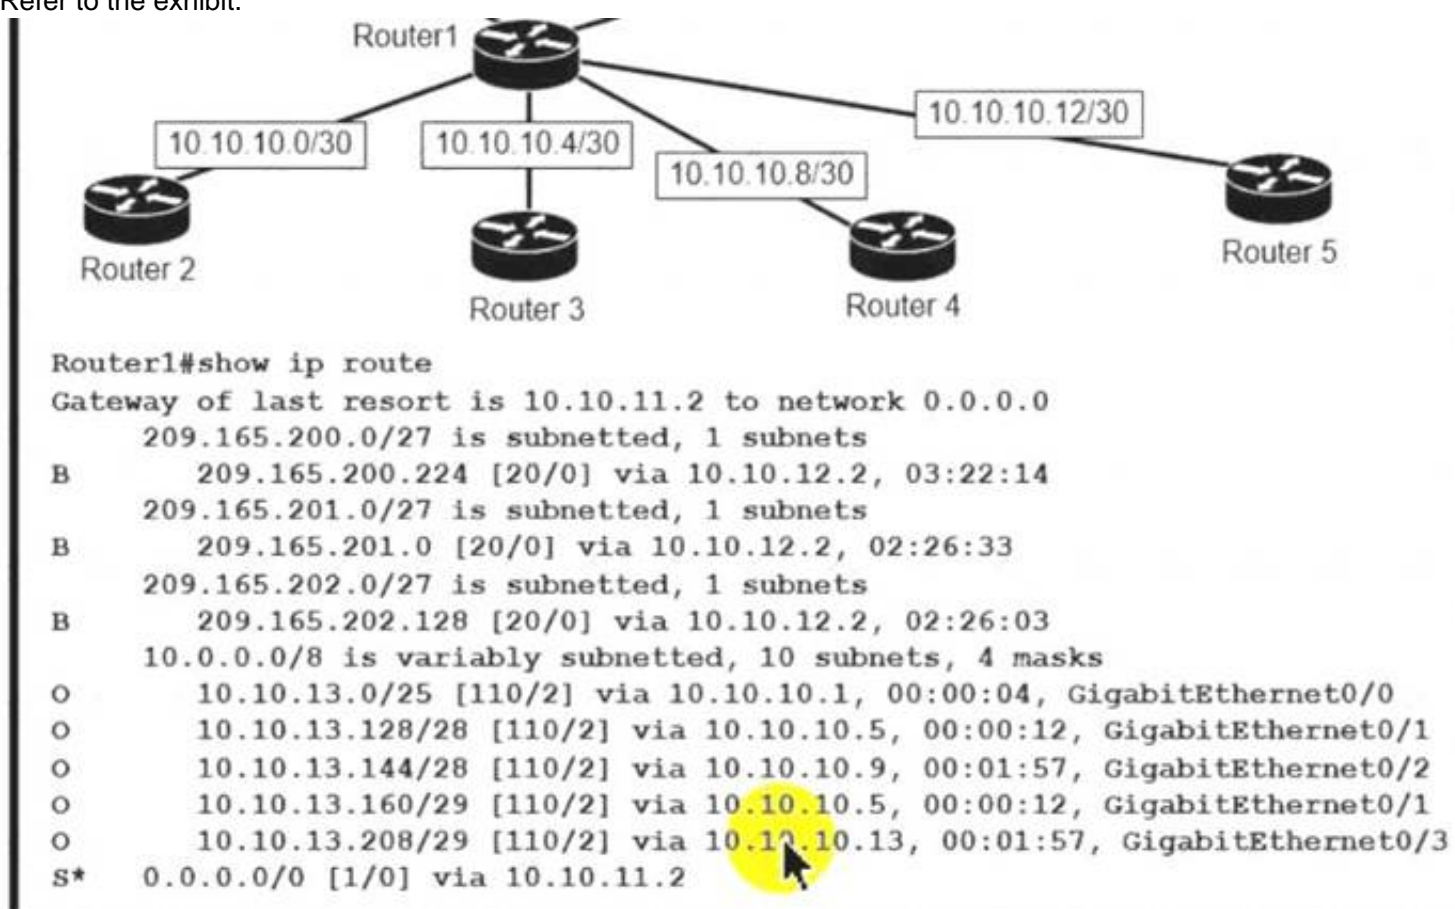 Refer to the exhibit.
Router1
10.10.10.12/30
10.10.10.0/30
10.10.10.4/30
10.10.10.8/30
Router 2
Router 3
Router 4
Router 5
Router1#show ip route
Gateway of last resort is 10.10.11.2 to network 0.0.0.0
209.165.200.0/27 is subnetted, 1 subnets
B 209.165.200.224 [20/0] via 10.10.12.2, 03:22:14
209.165.201.0/27 is subnetted, 1 subnets
B 209.165.201.0 [20/0] via 10.10.12.2, 02:26:33
209.165.202.0/27 is subnetted, 1 subnets
B 209.165.202.128 [20/0] via 10.10.12.2, 02:26:03
10.0.0.0/8 is variably subnetted, 10 subnets, 4 masks
O 10.10.13.0/25 [110/2] via 10.10.10.1, 00:00:04, GigabitEthernet0/0
O 10.10.13.128/28 [110/2] via 10.10.10.5, 00:00:12, GigabitEthernet0/1
O 10.10.13.144/28 [110/2] via 10.10.10.9, 00:01:57, GigabitEthernet0/2
O 10.10.13.160/29 [110/2] via 10.10.10.5, 00:00:12, GigabitEthernet0/1
O 10.10.13.208/29 [110/2] via 10.10.10.13, 00:01:57, GigabitEthernet0/3
S* 0.0.0.0/0 [1/0] via 10.10.11.2